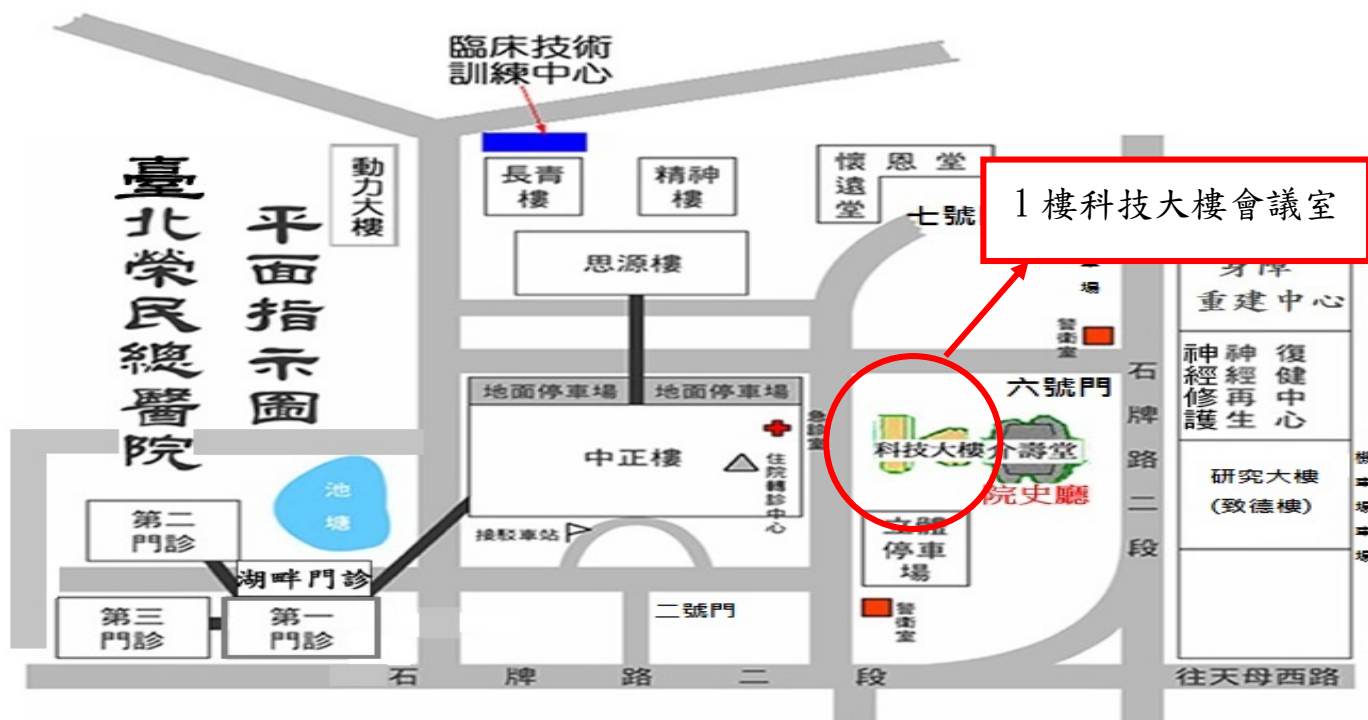 臨床技術
訓練中心
臺北榮民總醫院
平面指示圖
動力大樓
長青
樓
精神
樓
懷恩堂
懷遠堂
七號
1樓科技大樓會議室
思源樓
場
身障
重建中心
警衛室
神經修護
神經再生
復健中心
地面停車場
地面停車場
六號門
石牌路二段
急診室
中正樓
住院轉診中心
科技大樓
介壽堂
院史廳
研究大樓
(致德樓)
池
塘
第二
門診
接駁車站
立體
停車
場
湖畔門診
第三
門診
第一
門診
二號門
警衛室
石牌路二段
往天母西路